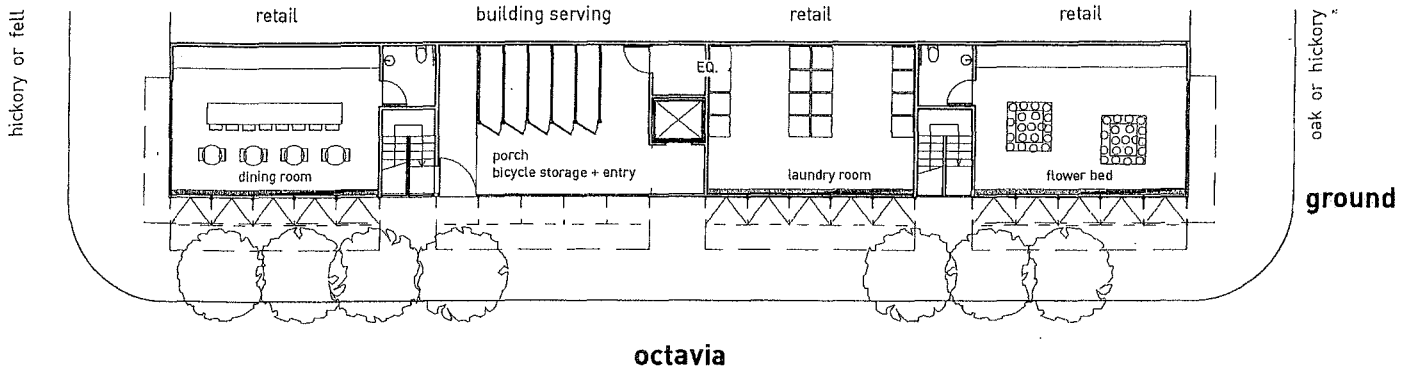 retail
building serving
retail
retail
hickory or fell
oak or hickory
EQ.
porch
bicycle storage + entry
dining room
laundry room
flower bed
ground
octavia